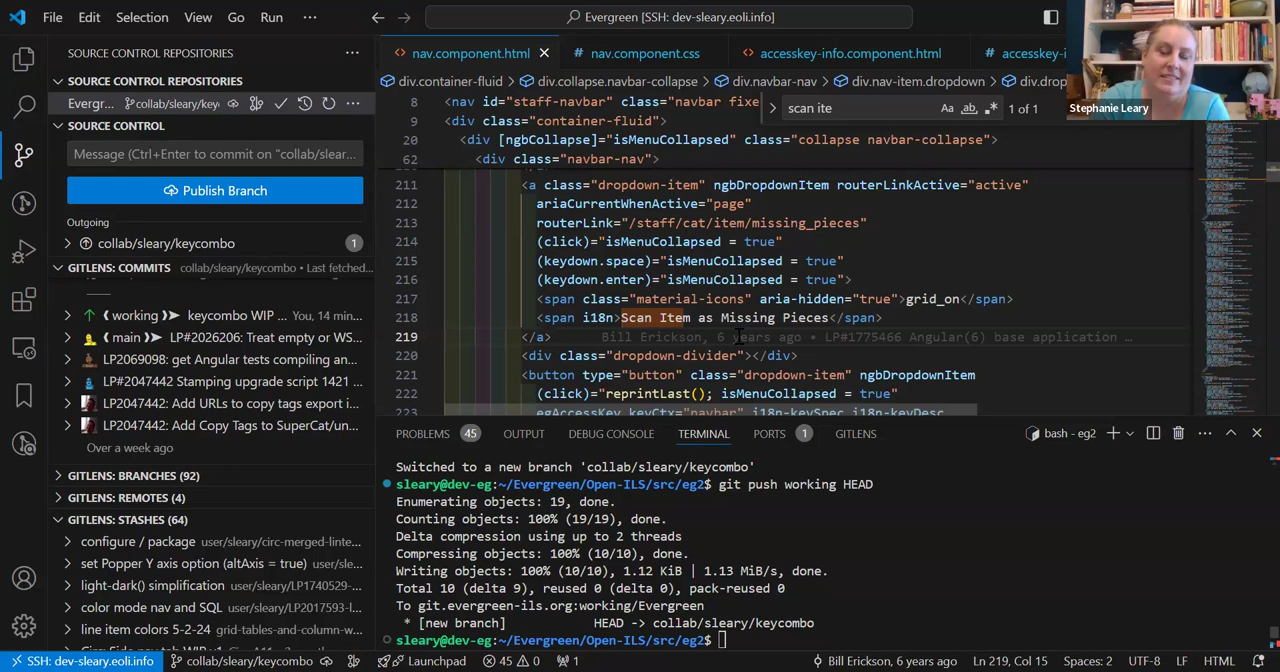 File Edit Selection View Go Run ···
Evergreen [SSH: dev-sleary.eoli.info]
SOURCE CONTROL REPOSITORIES
SOURCE CONTROL REPOSITORIES
Evergr... collab/sleary/key
SOURCE CONTROL
Message (Ctrl+Enter to commit on "collab/slear...
Publish Branch
Outgoing
collab/sleary/keycombo 1
GITLENS: COMMITS collab/sleary/keycombo • Last fetched...
working keycombo WIP ... You, 14 min...
main LP#2026206: Treat empty or WS...
LP2069098: get Angular tests compiling an...
LP#2047442 Stamping upgrade script 1421 ...
LP2047442: Add URLs to copy tags export i...
LP2047442: Add Copy Tags to SuperCat/un...
Over a week ago
GITLENS: BRANCHES (92)
GITLENS: REMOTES (4)
GITLENS: STASHES (64)
configure / package user/sleary/circ-merged-linte...
set Popper Y axis option (altAxis = true) user/sleary...
light-dark() simplification user/sleary/LP1740529-...
color mode nav and SQL user/sleary/LP2017593-l...
line item colors 5-2-24 grid-tables-and-column-w...
nav.component.html
nav.component.css
accesskey-info.component.html
accesskey-i
div.container-fluid > div.collapse.navbar-collapse > div.navbar-nav > div.nav-item.dropdown > div.drop
scan ite
Aa ab .* 1 of 1
8 <nav id="staff-navbar" class="navbar fixe
9 <div class="container-fluid">
20 <div [ngbCollapse]="isMenuCollapsed" class="collapse navbar-collapse">
62 <div class="navbar-nav">
211 <a class="dropdown-item" ngbDropdownItem routerLinkActive="active"
212 ariaCurrentWhenActive="page"
213 routerLink="/staff/cat/item/missing_pieces"
214 (click)="isMenuCollapsed = true"
215 (keydown.space)="isMenuCollapsed = true"
216 (keydown.enter)="isMenuCollapsed = true">
217 <span class="material-icons" aria-hidden="true">grid_on</span>
218 <span i18n>Scan Item as Missing Pieces</span>
219 </a> Bill Erickson, 6 years ago • LP#1775466 Angular(6) base application …
220 <div class="dropdown-divider"></div>
221 <button type="button" class="dropdown-item" ngbDropdownItem
222 (click)="reprintLast(); isMenuCollapsed = true"
223 egAccessKey keyCtx="navbar" i18n-keySpec i18n-keyDesc
Stephanie Leary
PROBLEMS 45 OUTPUT DEBUG CONSOLE TERMINAL PORTS 1 GITLENS
bash - eg2
Switched to a new branch 'collab/sleary/keycombo'
sleary@dev-eg:~/Evergreen/Open-ILS/src/eg2$ git push working HEAD
Enumerating objects: 19, done.
Counting objects: 100% (19/19), done.
Delta compression using up to 2 threads
Compressing objects: 100% (10/10), done.
Writing objects: 100% (10/10), 1.12 KiB | 1.13 MiB/s, done.
Total 10 (delta 9), reused 0 (delta 0), pack-reused 0
To git.evergreen-ils.org:working/Evergreen
* [new branch] HEAD -> collab/sleary/keycombo
sleary@dev-eg:~/Evergreen/Open-ILS/src/eg2$
SSH: dev-sleary.eoli.info collab/sleary/keycombo Launchpad 45 0 1 Bill Erickson, 6 years ago Ln 219, Col 15 Spaces: 2 UTF-8 LF HTML